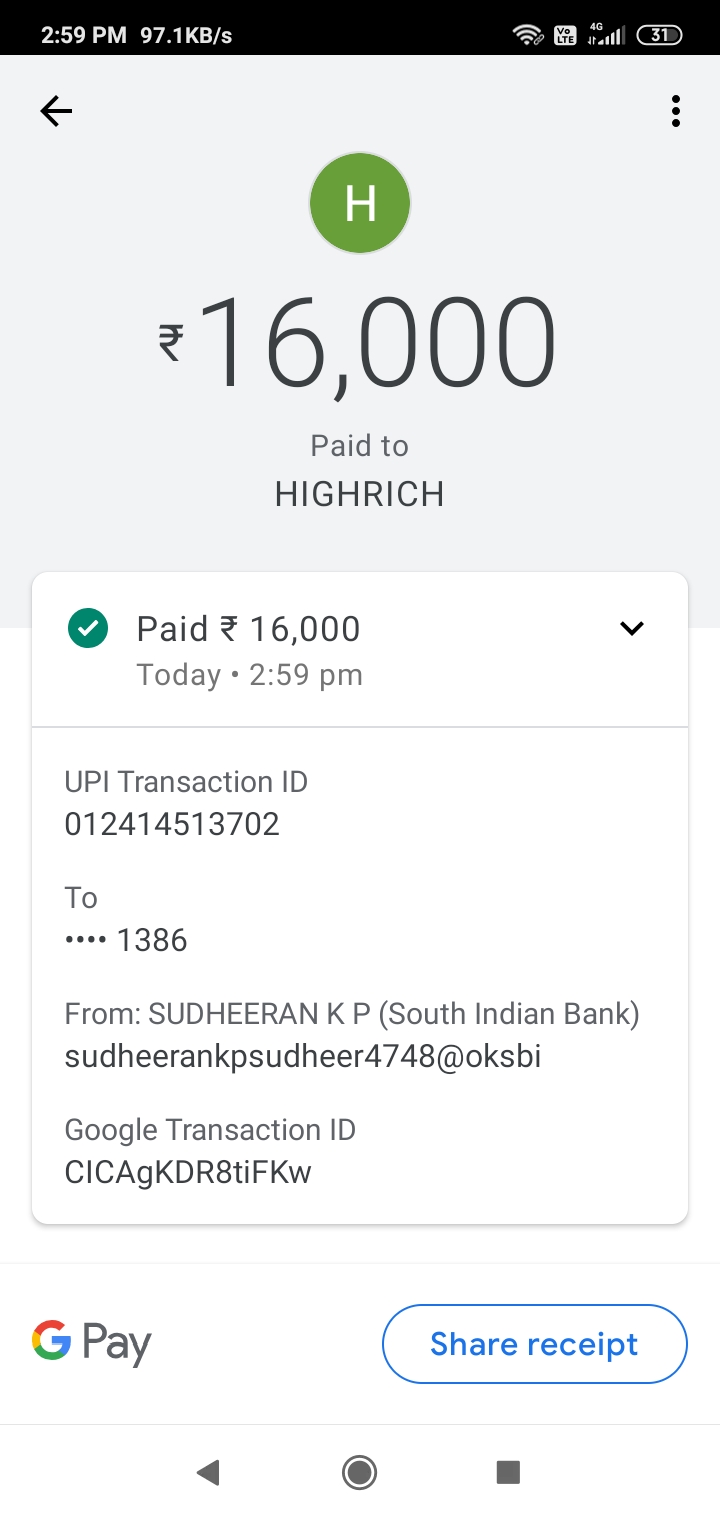 2:59 PM 97.1KB/s Vo LTE 4G 31
H
₹16,000
Paid to
HIGHRICH
Paid ₹ 16,000
Today • 2:59 pm
UPI Transaction ID
012414513702
To
•••• 1386
From: SUDHEERAN K P (South Indian Bank)
sudheerankpsudheer4748@oksbi
Google Transaction ID
CICAgKDR8tiFKw
G Pay
Share receipt